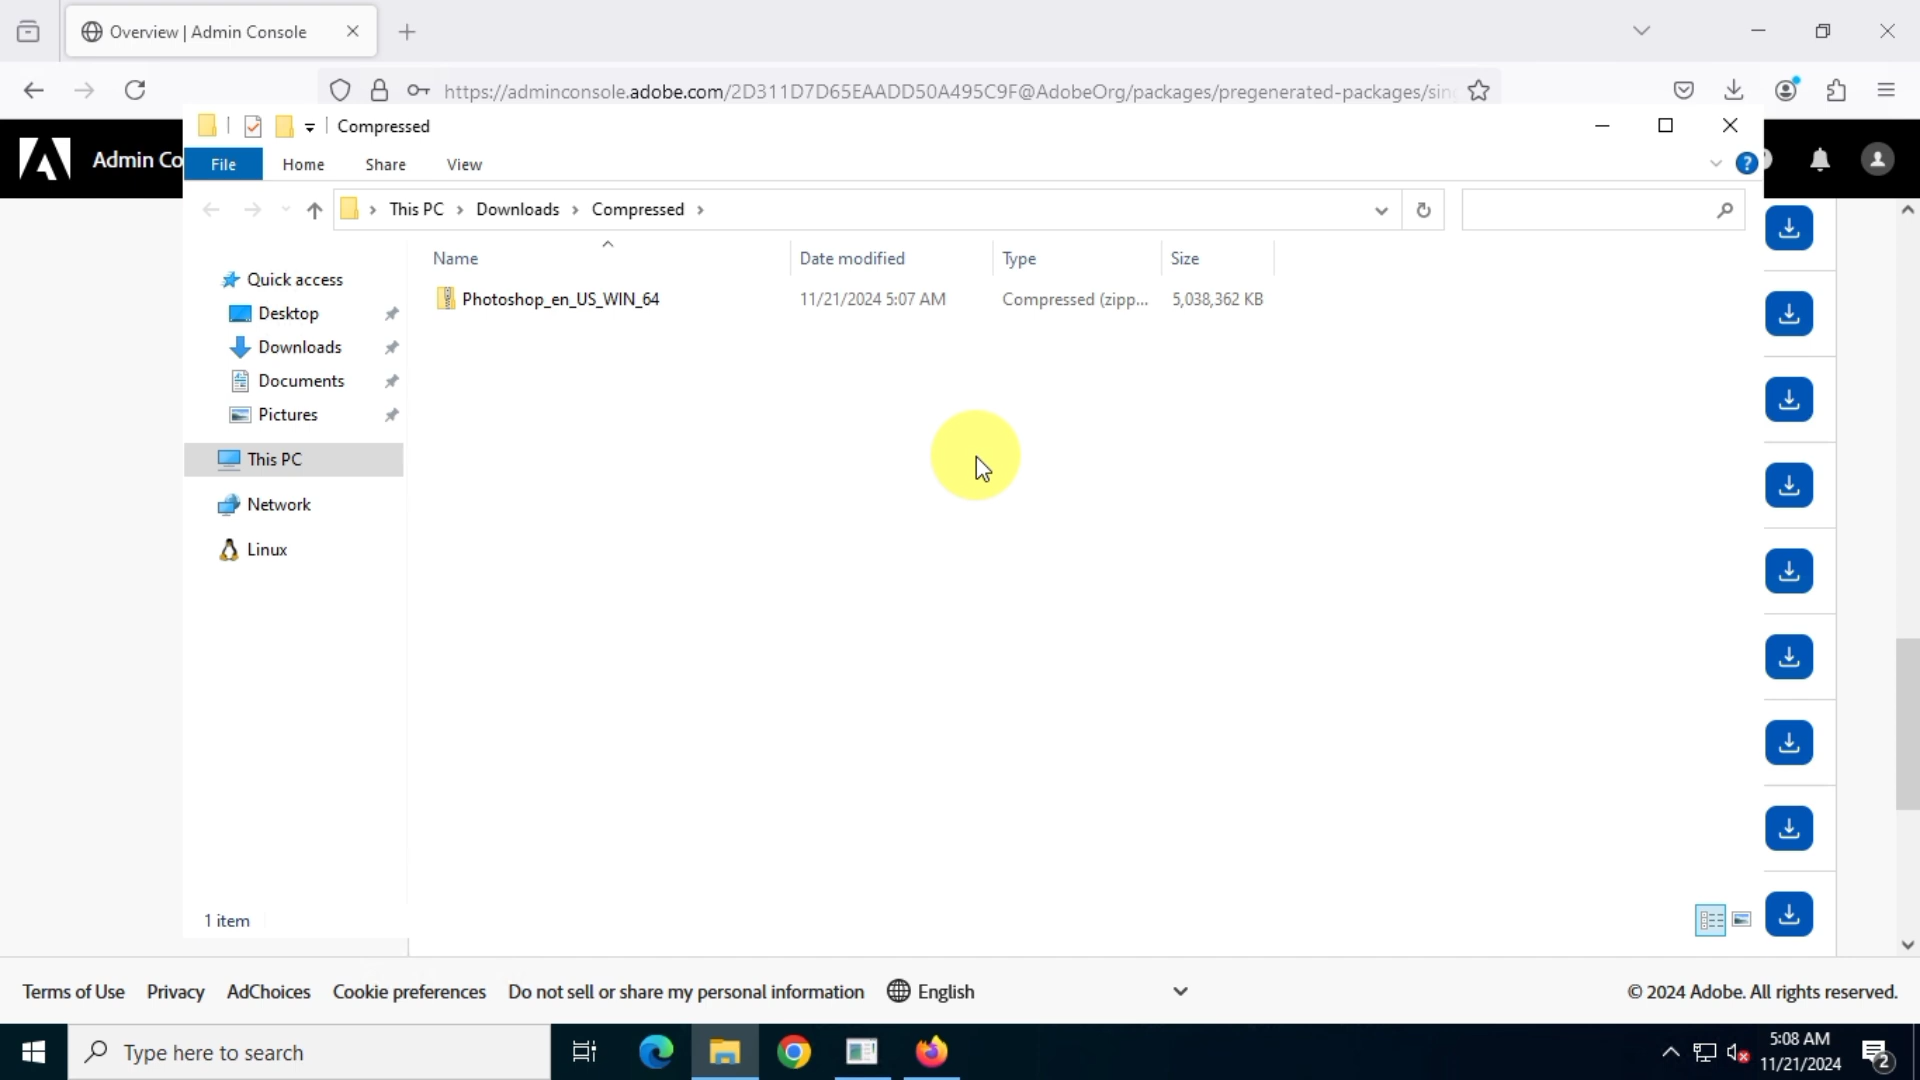 Overview | Admin Console
https://adminconsole.adobe.com/2D311D7D65EAADD50A495C9F@AdobeOrg/packages/pregenerated-packages/sin
Compressed
Admin Co
File Home Share View
This PC > Downloads > Compressed >
Name Date modified Type Size
Photoshop_en_US_WIN_64 11/21/2024 5:07 AM Compressed (zipp... 5,038,362 KB
Quick access
Desktop
Downloads
Documents
Pictures
This PC
Network
Linux
1 item
Terms of Use Privacy AdChoices Cookie preferences Do not sell or share my personal information English © 2024 Adobe. All rights reserved.
Type here to search
5:08 AM
11/21/2024
2